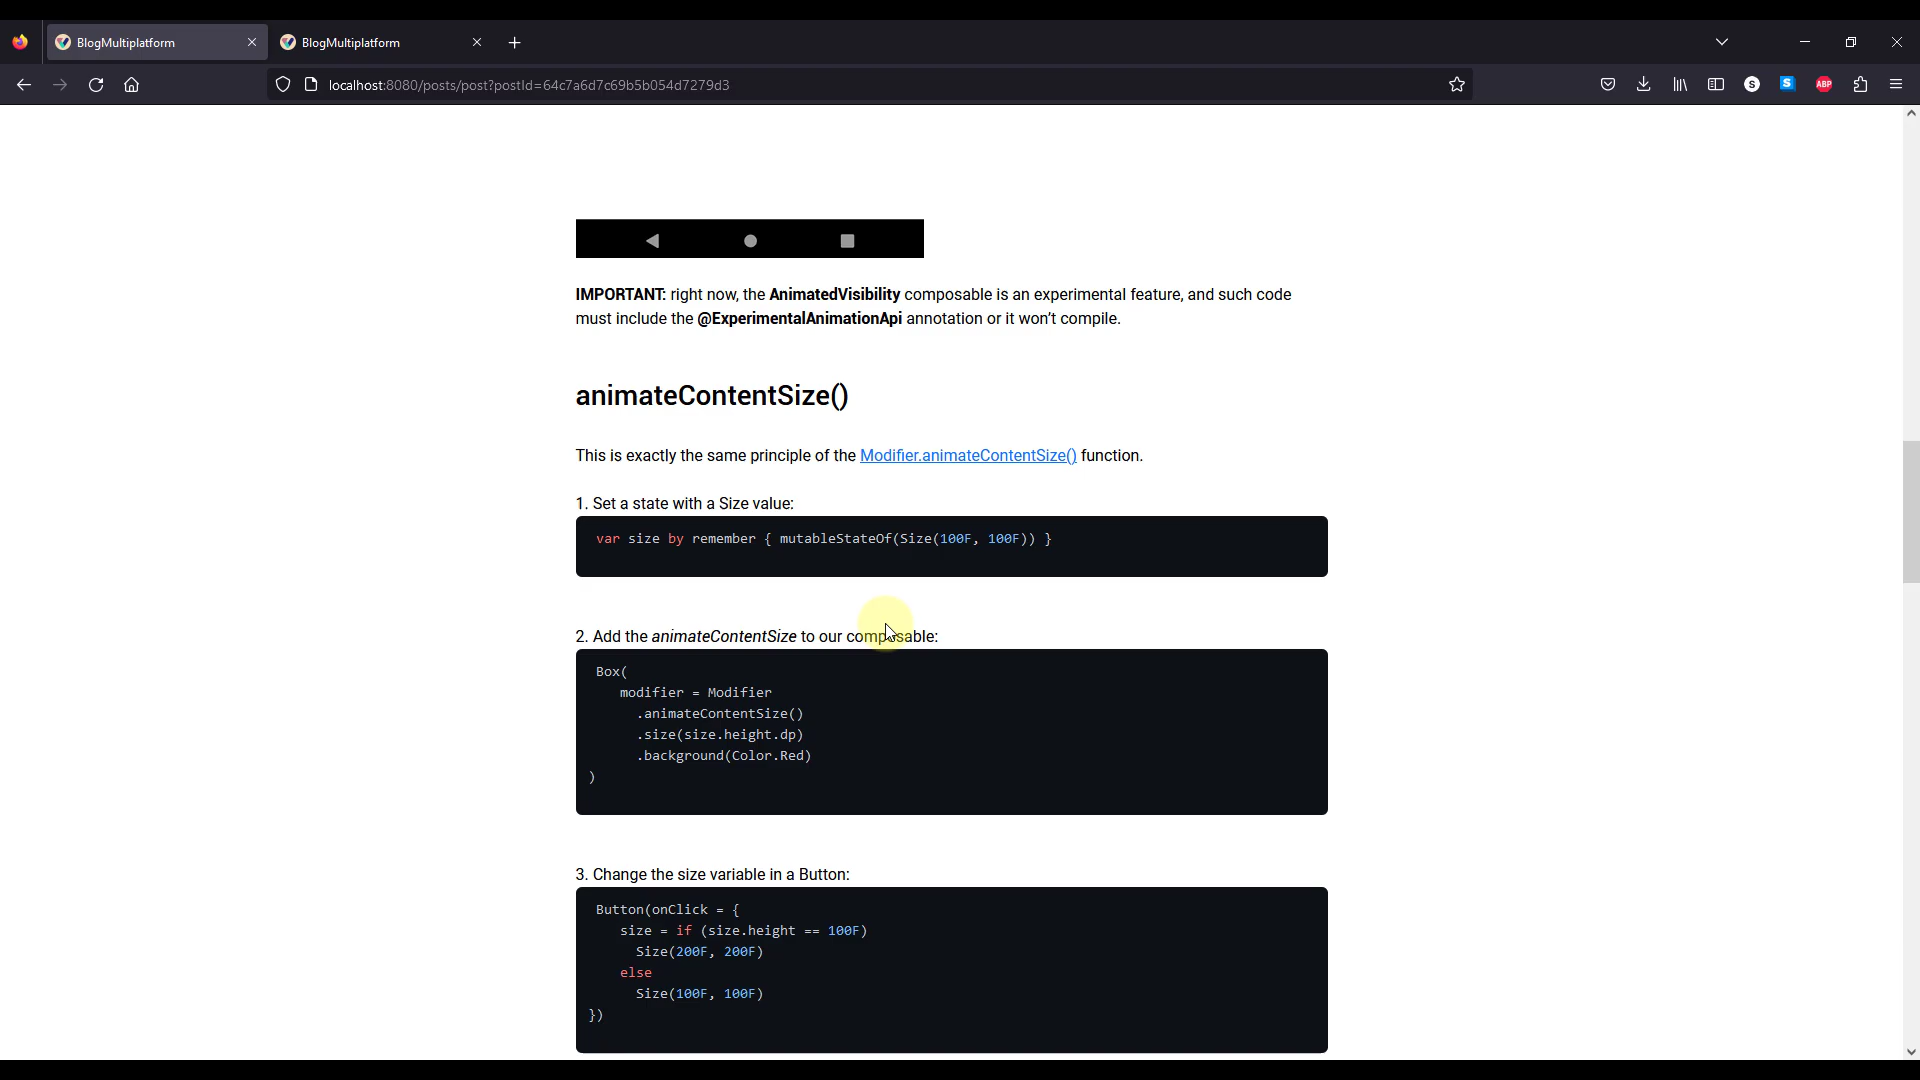 BlogMultiplatform
BlogMultiplatform
localhost:8080/posts/post?postId=64c7a6d7c69b5b054d7279d3
S
S
ABP
IMPORTANT: right now, the AnimatedVisibility composable is an experimental feature, and such code
must include the @ExperimentalAnimationApi annotation or it won’t compile.
animateContentSize()
This is exactly the same principle of the Modifier.animateContentSize() function.
1. Set a state with a Size value:
var size by remember { mutableStateOf(Size(100F, 100F)) }
2. Add the animateContentSize to our composable:
Box(
modifier = Modifier
.animateContentSize()
.size(size.height.dp)
.background(Color.Red)
)
3. Change the size variable in a Button:
Button(onClick = {
size = if (size.height == 100F)
Size(200F, 200F)
else
Size(100F, 100F)
})